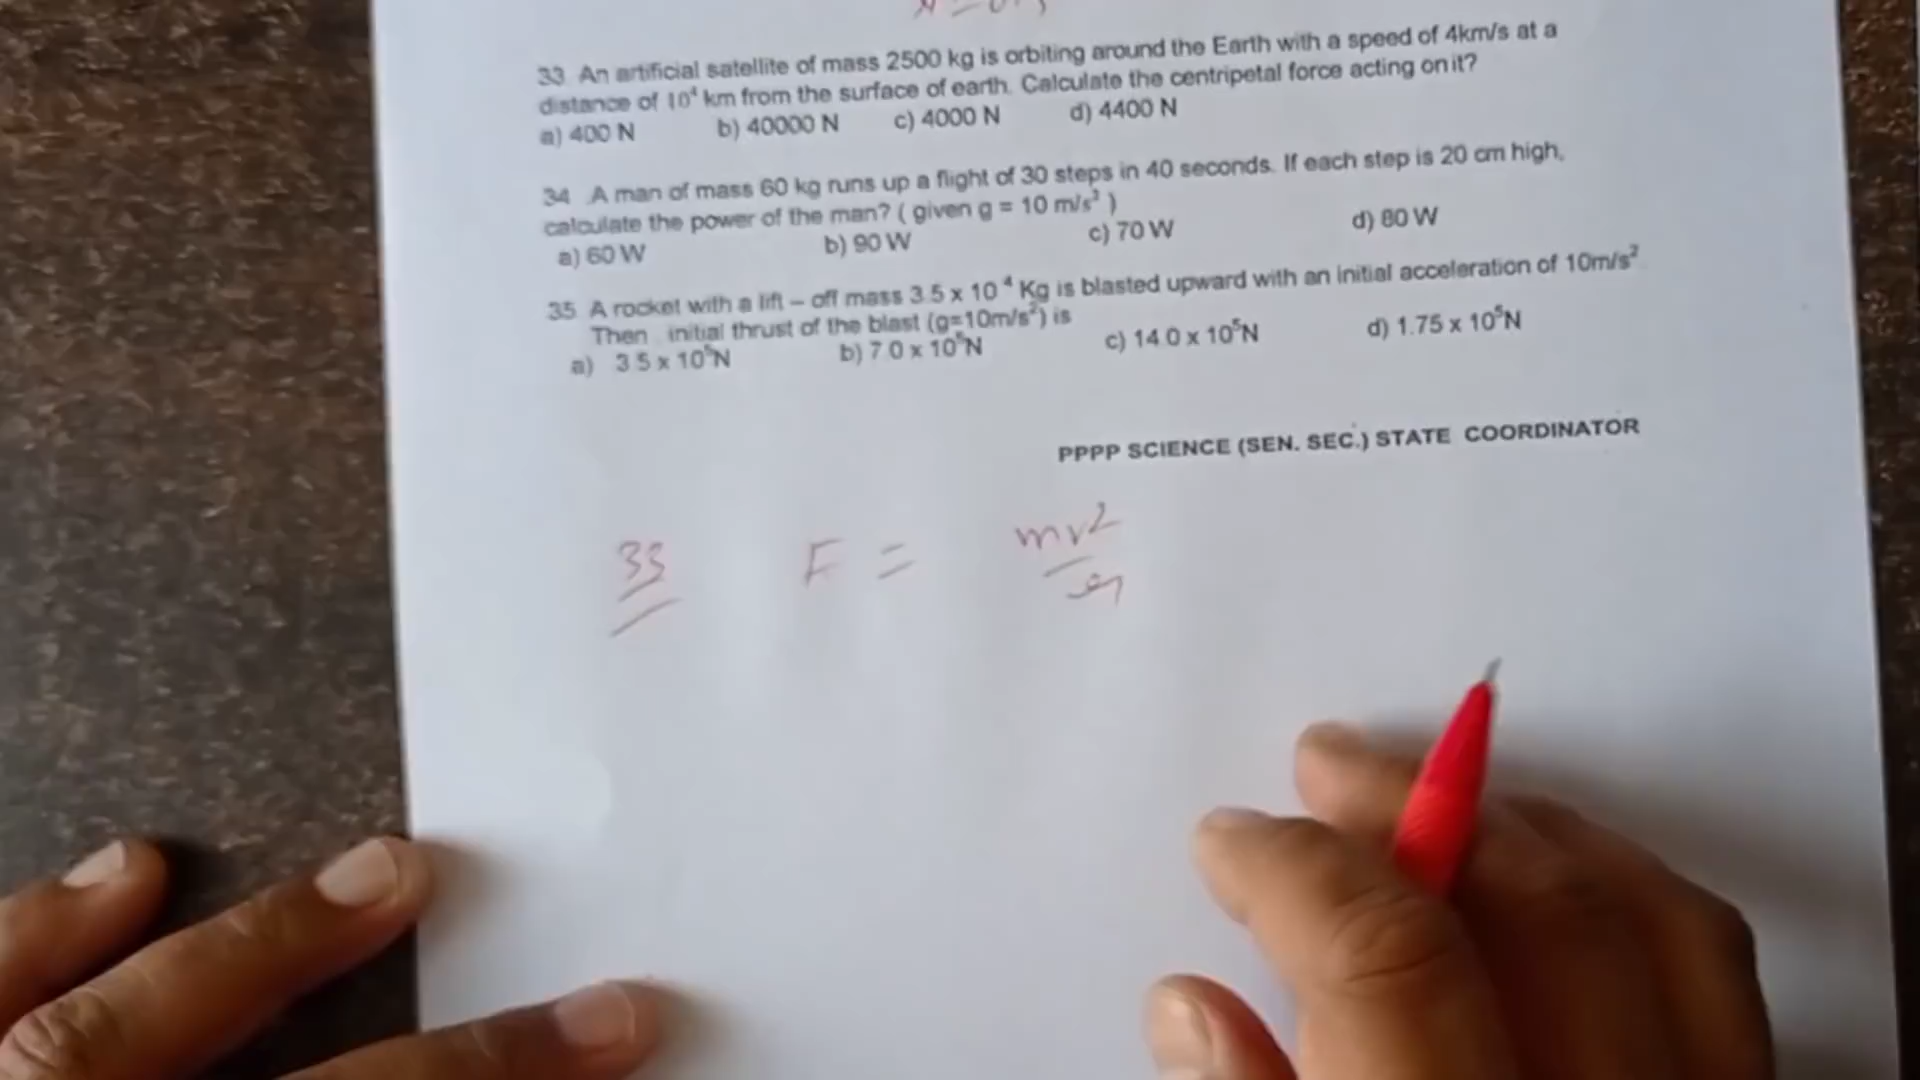 33 An artificial satellite of mass 2500 kg is orbiting around the Earth with a speed of 4km/s at a
distance of 10⁴ km from the surface of earth. Calculate the centripetal force acting on it?
a) 400 N b) 40000 N c) 4000 N d) 4400 N
34 .A man of mass 60 kg runs up a flight of 30 steps in 40 seconds. If each step is 20 cm high,
calculate the power of the man? ( given g = 10 m/s² )
a) 60 W b) 90 W c) 70 W d) 80 W
35 A rocket with a lift – off mass 3.5 x 10 ⁴ Kg is blasted upward with an initial acceleration of 10m/s²
Then initial thrust of the blast (g=10m/s²) is
a) 3.5 x 10⁵N b) 7.0 x 10⁵N c) 14.0 x 10⁵N d) 1.75 x 10⁵N
PPPP SCIENCE (SEN. SEC.) STATE COORDINATOR
33 F = mv²
r